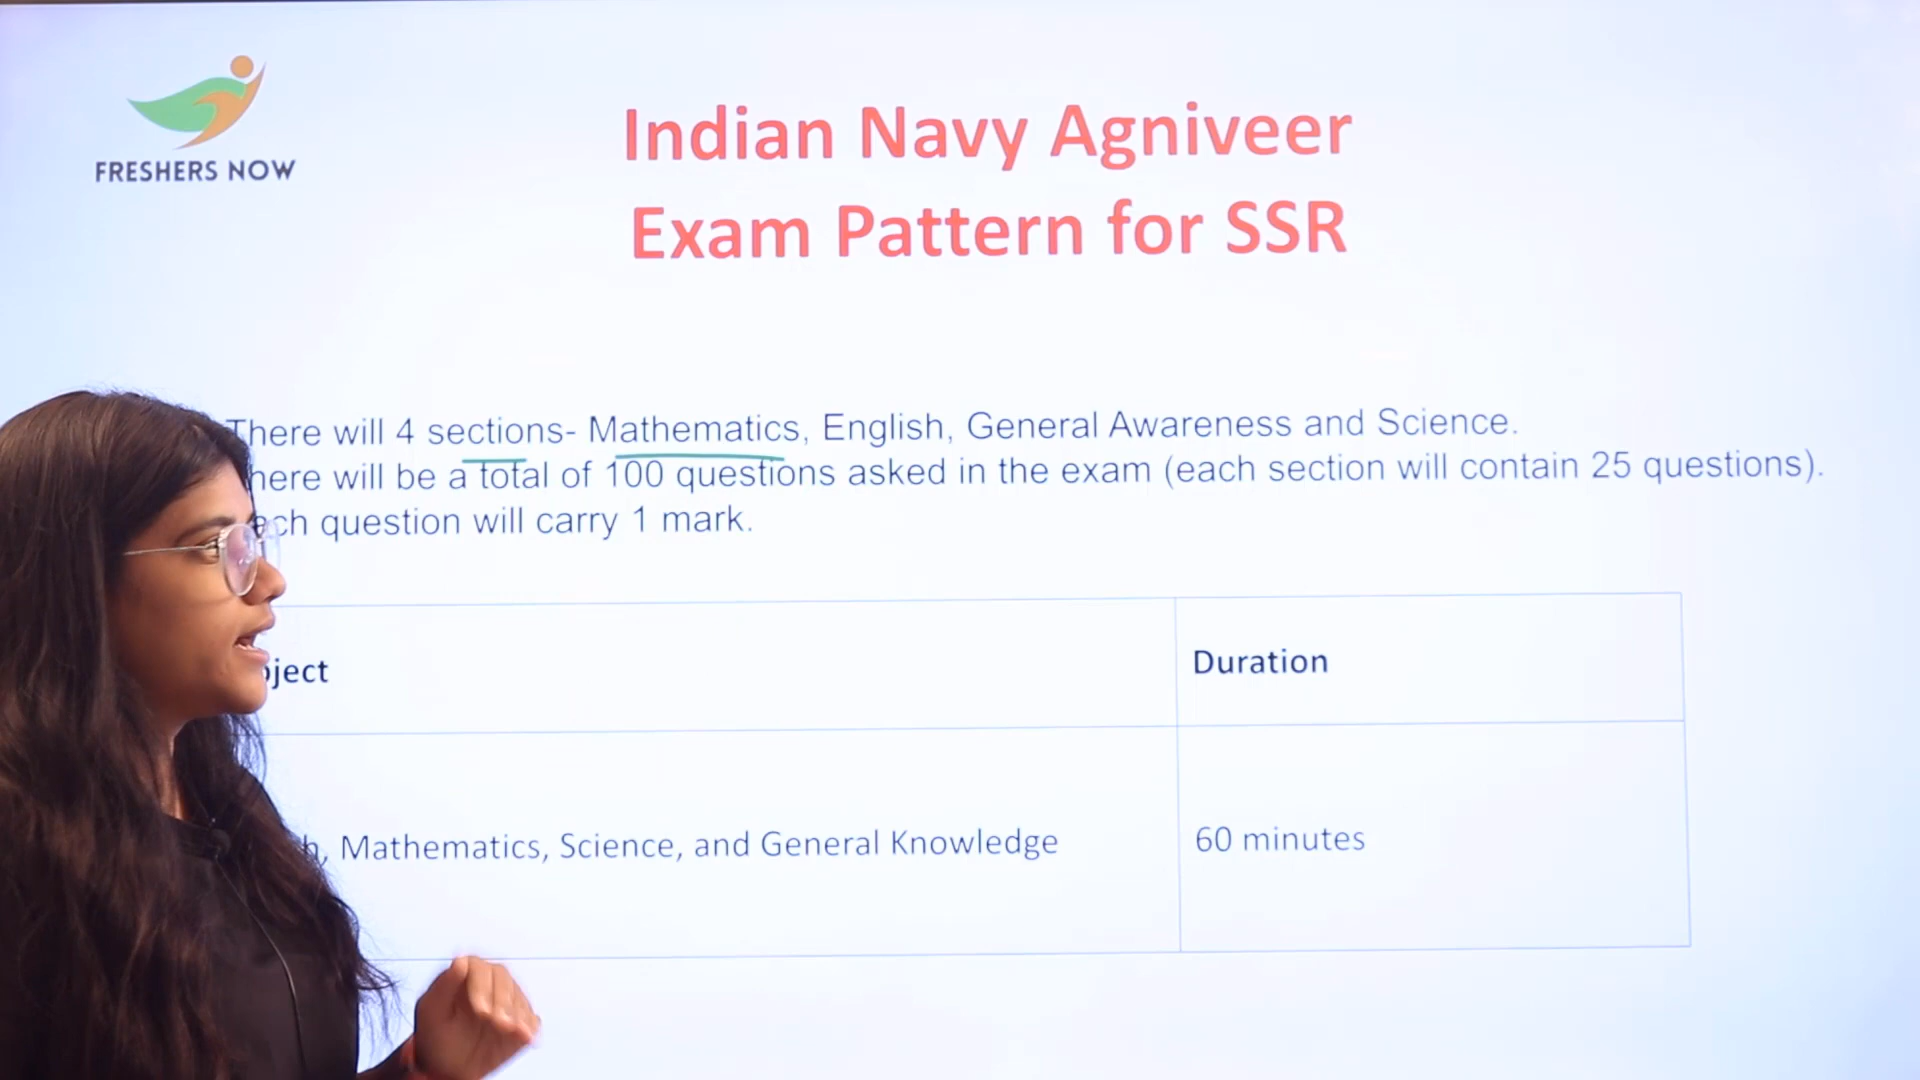 FRESHERS NOW
Indian Navy Agniveer
Exam Pattern for SSR
There will 4 sections- Mathematics, English, General Awareness and Science.
here will be a total of 100 questions asked in the exam (each section will contain 25 questions).
ch question will carry 1 mark.
ject
Duration
h, Mathematics, Science, and General Knowledge
60 minutes